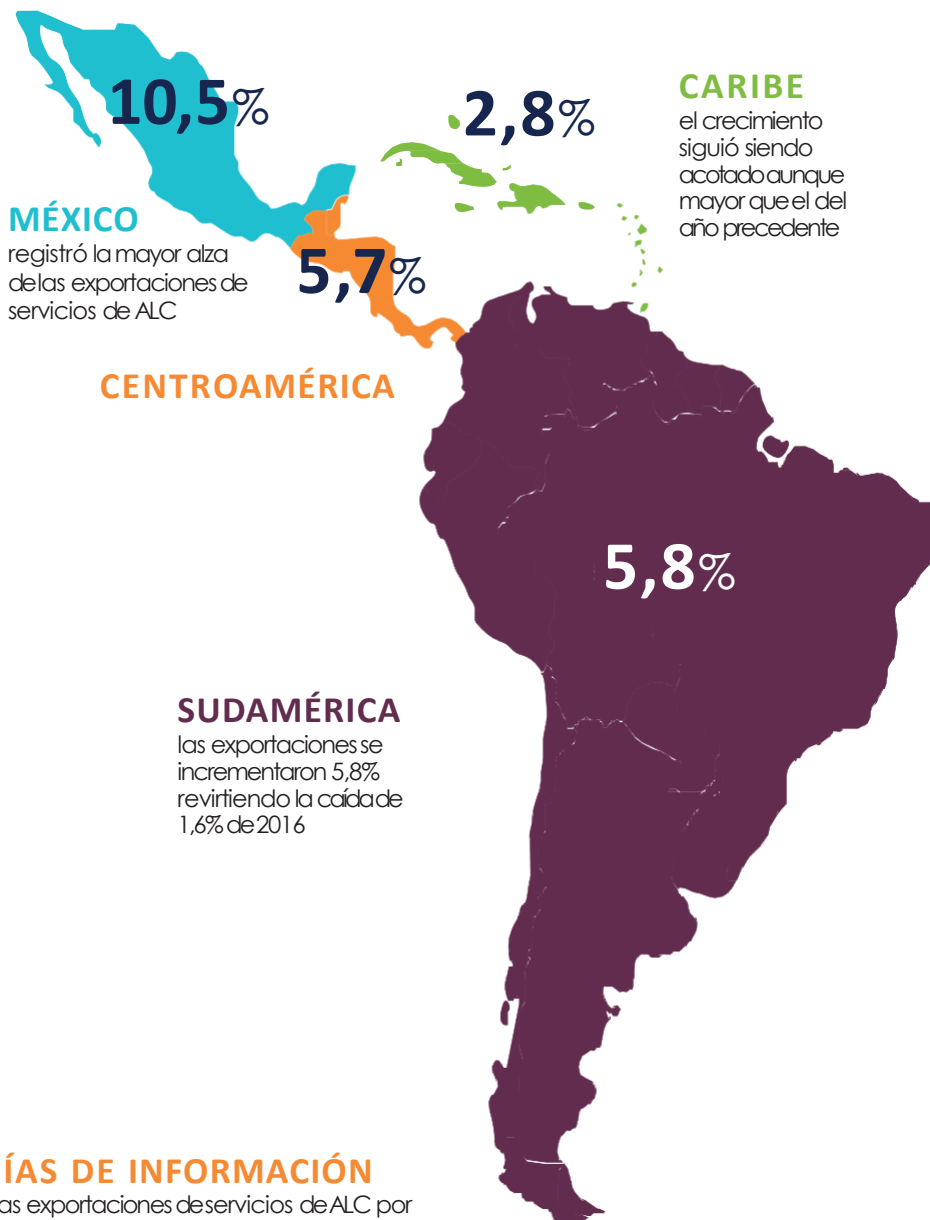 10,5%
MÉXICO
registró la mayor alza
de las exportaciones de
servicios de ALC
2,8%
CARIBE
el crecimiento
siguió siendo
acotado aunque
mayor que el del
año precedente
5,7%
CENTROAMÉRICA
5,8%
SUDAMÉRICA
las exportaciones se
incrementaron 5,8%
revirtiendo la caída de
1,6% de 2016
ÍAS DE INFORMACIÓN
as exportaciones de servicios de ALC por